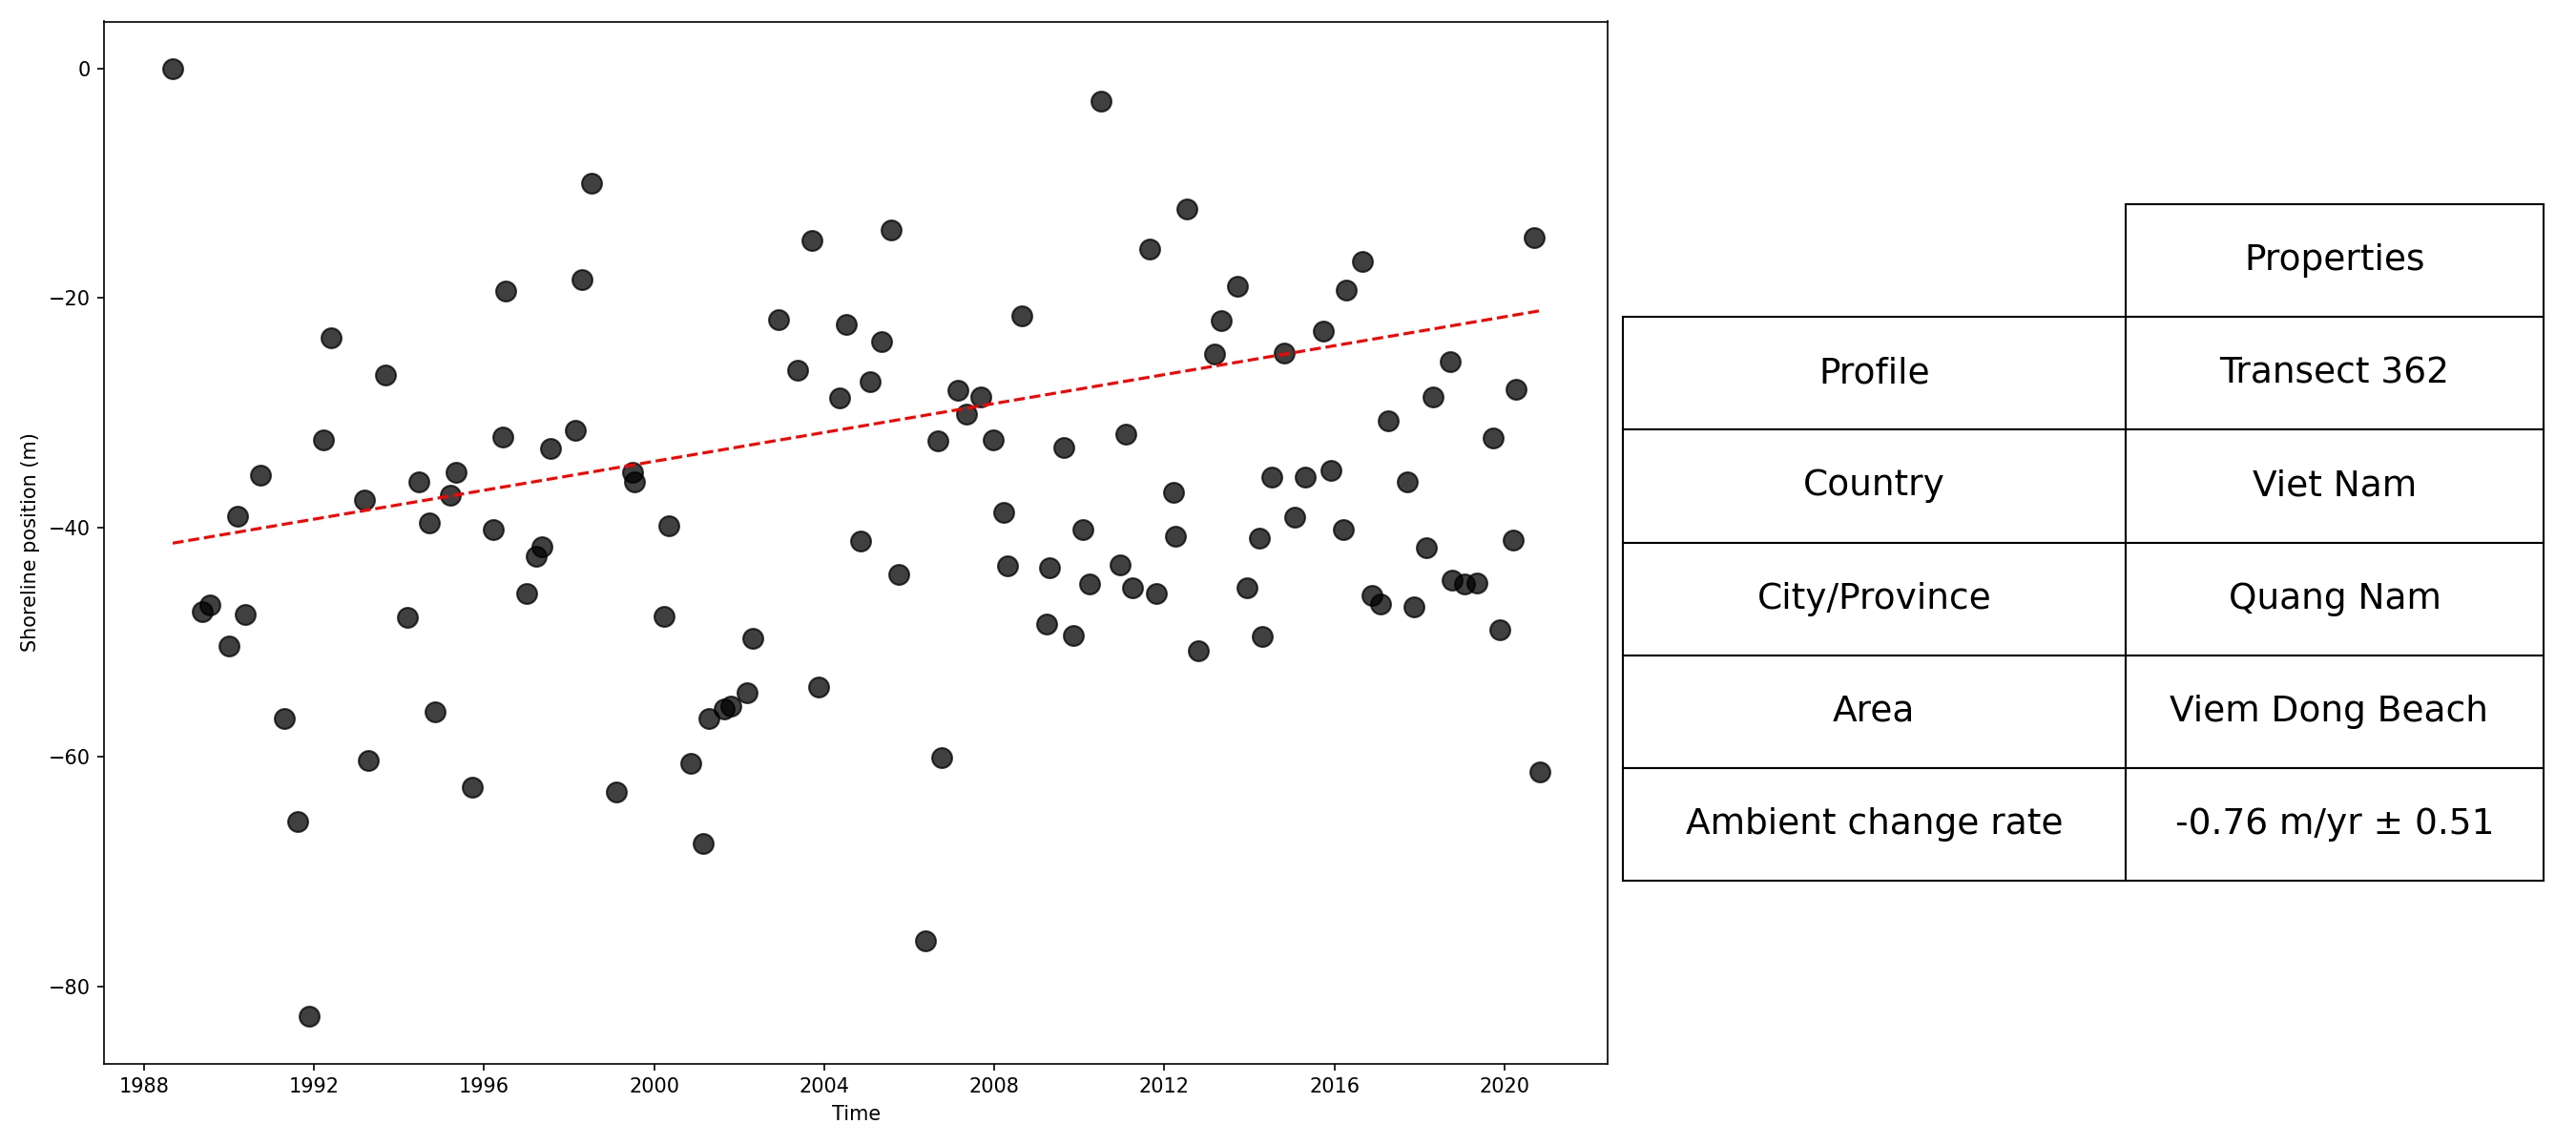 0
−20
−40
−60
−80
Shoreline position (m)
1988 1992 1996 2000 2004 2008 2012 2016 2020
Time
Properties
Profile Transect 362
Country Viet Nam
City/Province Quang Nam
Area Viem Dong Beach
Ambient change rate -0.76 m/yr ± 0.51